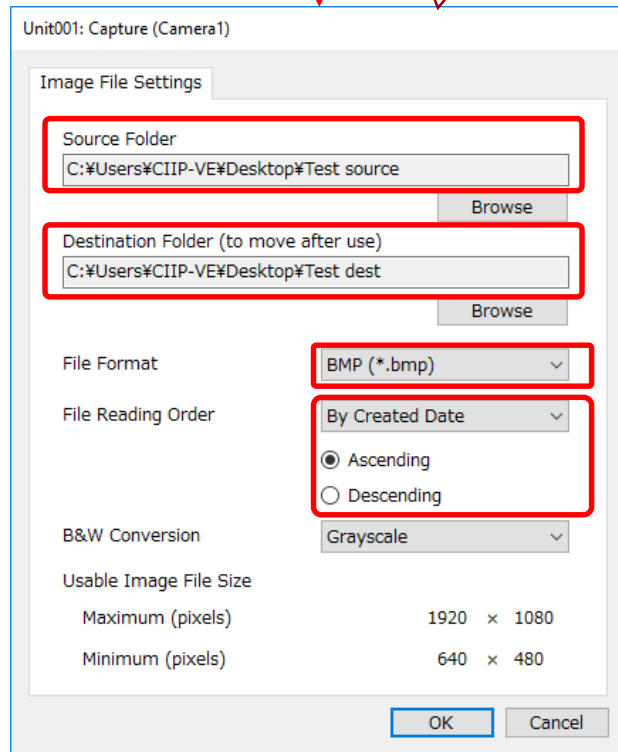 Unit001: Capture (Camera1)
Image File Settings
Source Folder
C:¥Users¥CIIP-VE¥Desktop¥Test source
Browse
Destination Folder (to move after use)
C:¥Users¥CIIP-VE¥Desktop¥Test dest
Browse
File Format BMP (*.bmp)
File Reading Order By Created Date
Ascending
Descending
B&W Conversion Grayscale
Usable Image File Size
Maximum (pixels) 1920 × 1080
Minimum (pixels) 640 × 480
OK Cancel